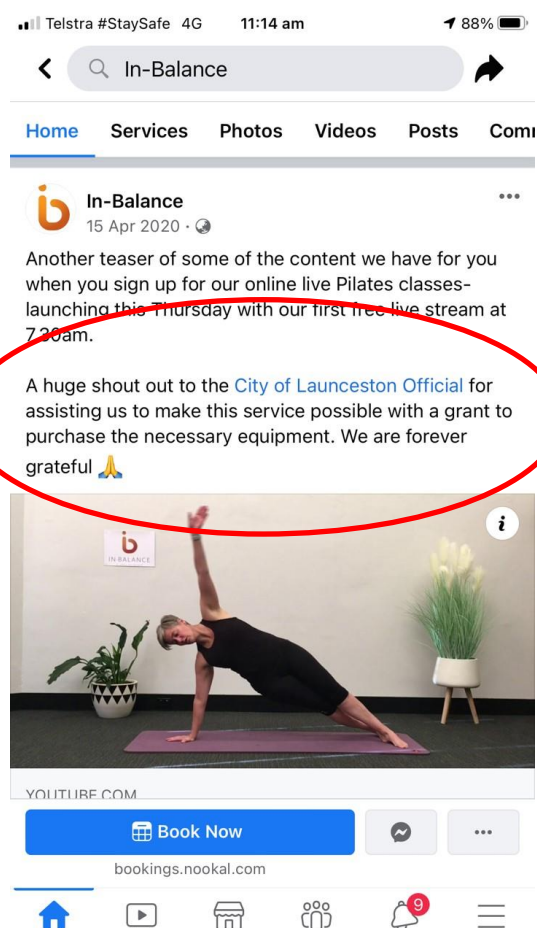 Telstra #StaySafe 4G 11:14 am 88%
In-Balance
Home Services Photos Videos Posts Comm
In-Balance
15 Apr 2020 ·
Another teaser of some of the content we have for you
when you sign up for our online live Pilates classes-
launching this Thursday with our first free live stream at
7.30am.
A huge shout out to the City of Launceston Official for
assisting us to make this service possible with a grant to
purchase the necessary equipment. We are forever
grateful 🙏
i
b
IN-BALANCE
YOUTUBE.COM
Book Now
bookings.nookal.com
9